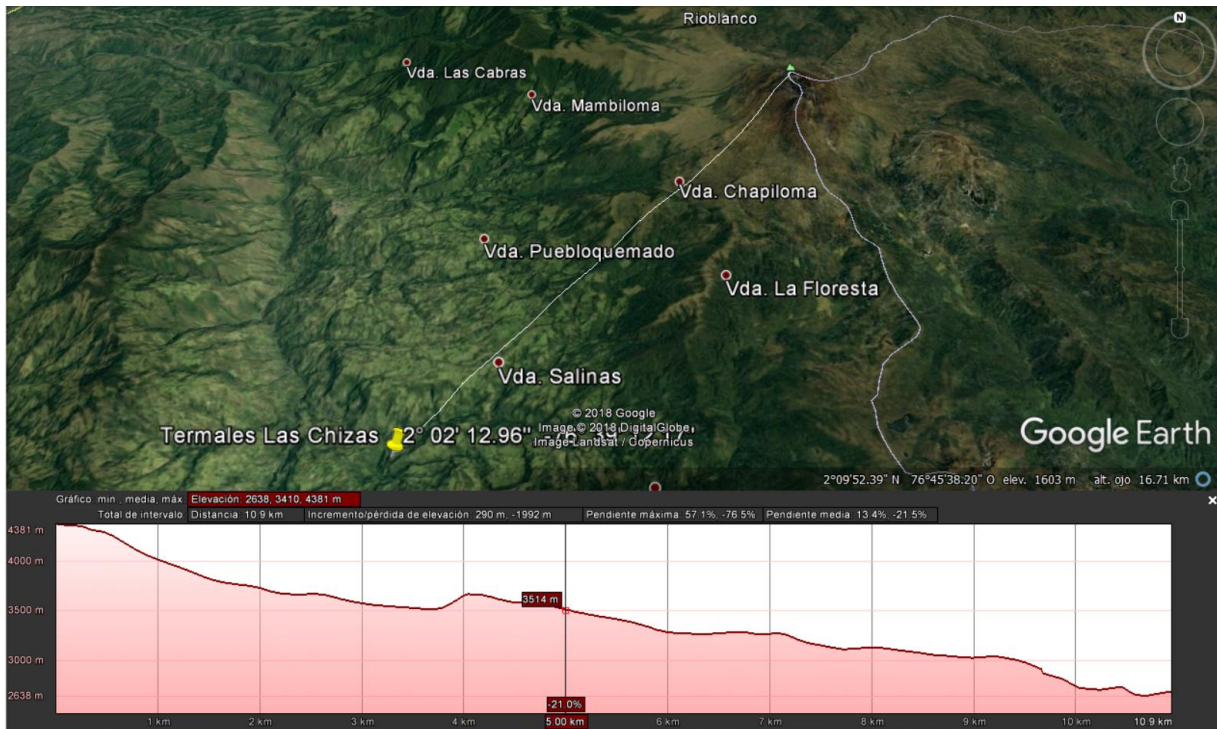 Rioblanco
N
Vda. Las Cabras
Vda. Mambiloma
Vda. Chapiloma
Vda. Puebloquemado
Vda. La Floresta
Vda. Salinas
© 2018 Google
Termales Las Chizas 2° 02' 12.96"
Image © 2018 DigitalGlobe
Image Landsat / Copernicus
Google Earth
2°09'52.39" N 76°45'38.20" O elev. 1603 m alt. ojo 16.71 km
Gráfico: min., media, máx Elevación: 2638, 3410, 4381 m
Total de intervalo Distancia: 10.9 km Incremento/pérdida de elevación: 290 m, -1992 m Pendiente máxima: 57.1%, -76.5% Pendiente media: 13.4%, -21.5%
4381 m
4000 m
3500 m
3514 m
3000 m
2638 m
-21.0%
1 km 2 km 3 km 4 km 5.00 km 6 km 7 km 8 km 9 km 10 km 10.9 km